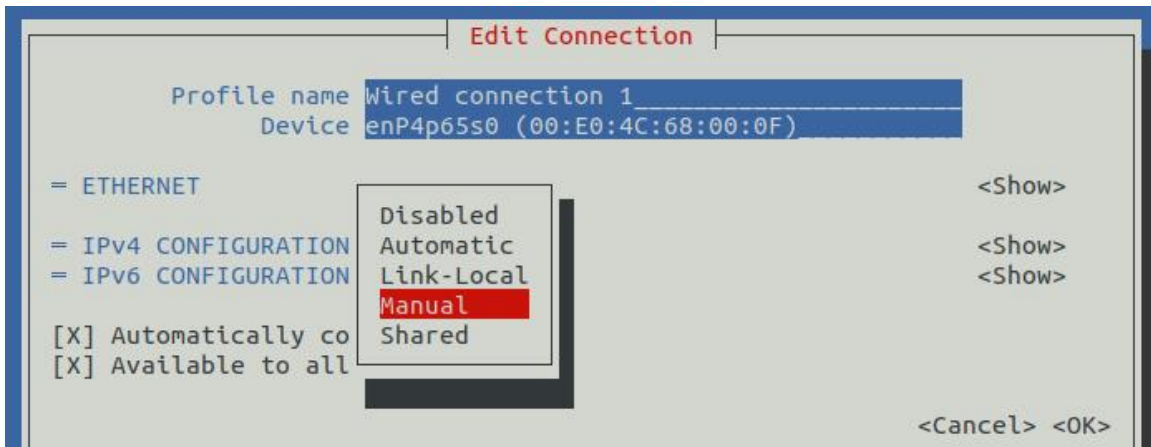 Edit Connection
Profile name Wired connection 1
Device enP4p65s0 (00:E0:4C:68:00:0F)
= ETHERNET <Show>
Disabled
= IPv4 CONFIGURATION Automatic <Show>
= IPv6 CONFIGURATION Link-Local <Show>
Manual
[X] Automatically co Shared
[X] Available to all
<Cancel> <OK>